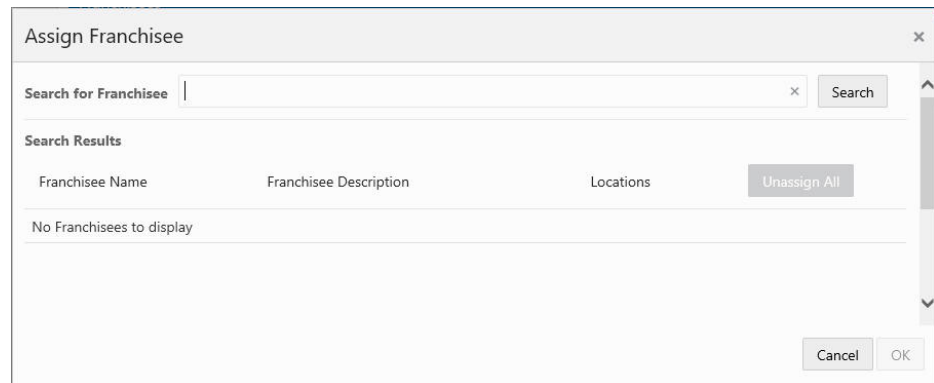 Assign Franchisee ×
Search for Franchisee × Search
Search Results
Franchisee Name Franchisee Description Locations Unassign All
No Franchisees to display
Cancel OK